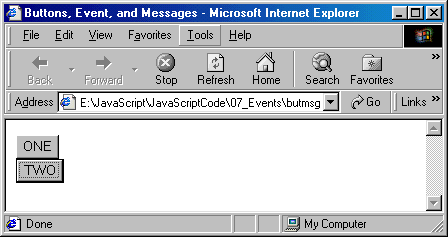 Buttons, Event, and Messages - Microsoft Internet Explorer
File Edit View Favorites Tools Help
Back Forward Stop Refresh Home Search Favorites »
Address E:\JavaScript\JavaScriptCode\07_Events\butmsg Go Links »
ONE
TWO
Done My Computer